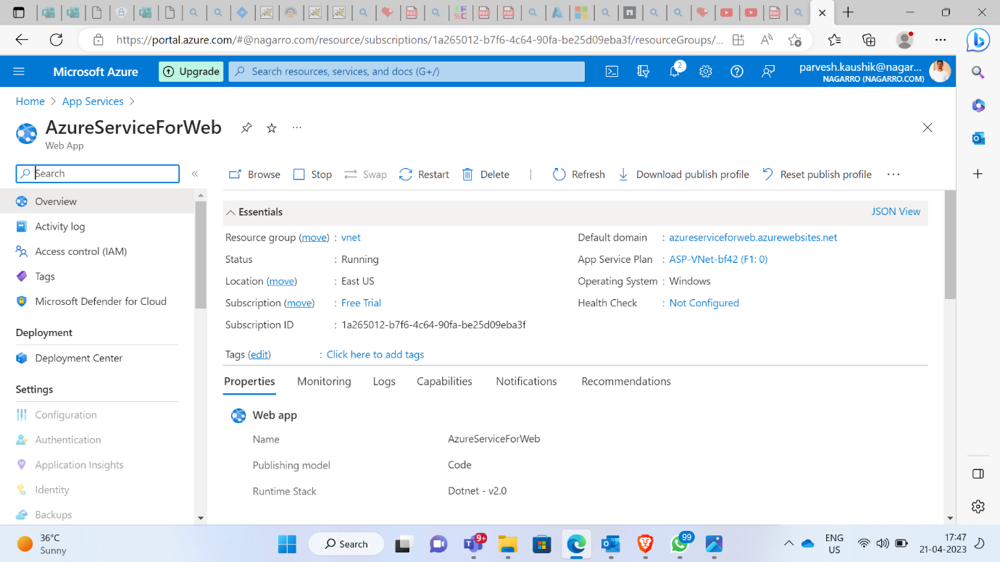 https://portal.azure.com/#@nagarro.com/resource/subscriptions/1a265012-b7f6-4c64-90fa-be25d09eba3f/resourceGroups/...
Microsoft Azure
Upgrade
Search resources, services, and docs (G+/)
2
parvesh.kaushik@nagar...
NAGARRO (NAGARRO.COM)
Home > App Services >
AzureServiceForWeb
Web App
Search
Browse Stop Swap Restart Delete Refresh Download publish profile Reset publish profile
Overview
Activity log
Access control (IAM)
Tags
Microsoft Defender for Cloud
Deployment
Deployment Center
Settings
Configuration
Authentication
Application Insights
Identity
Backups
Essentials JSON View
Resource group (move) : vnet
Status : Running
Location (move) : East US
Subscription (move) : Free Trial
Subscription ID : 1a265012-b7f6-4c64-90fa-be25d09eba3f
Default domain : azureserviceforweb.azurewebsites.net
App Service Plan : ASP-VNet-bf42 (F1: 0)
Operating System : Windows
Health Check : Not Configured
Tags (edit) : Click here to add tags
Properties Monitoring Logs Capabilities Notifications Recommendations
Web app
Name AzureServiceForWeb
Publishing model Code
Runtime Stack Dotnet - v2.0
36°C
Sunny
Search
9+
99
ENG
US
17:47
21-04-2023